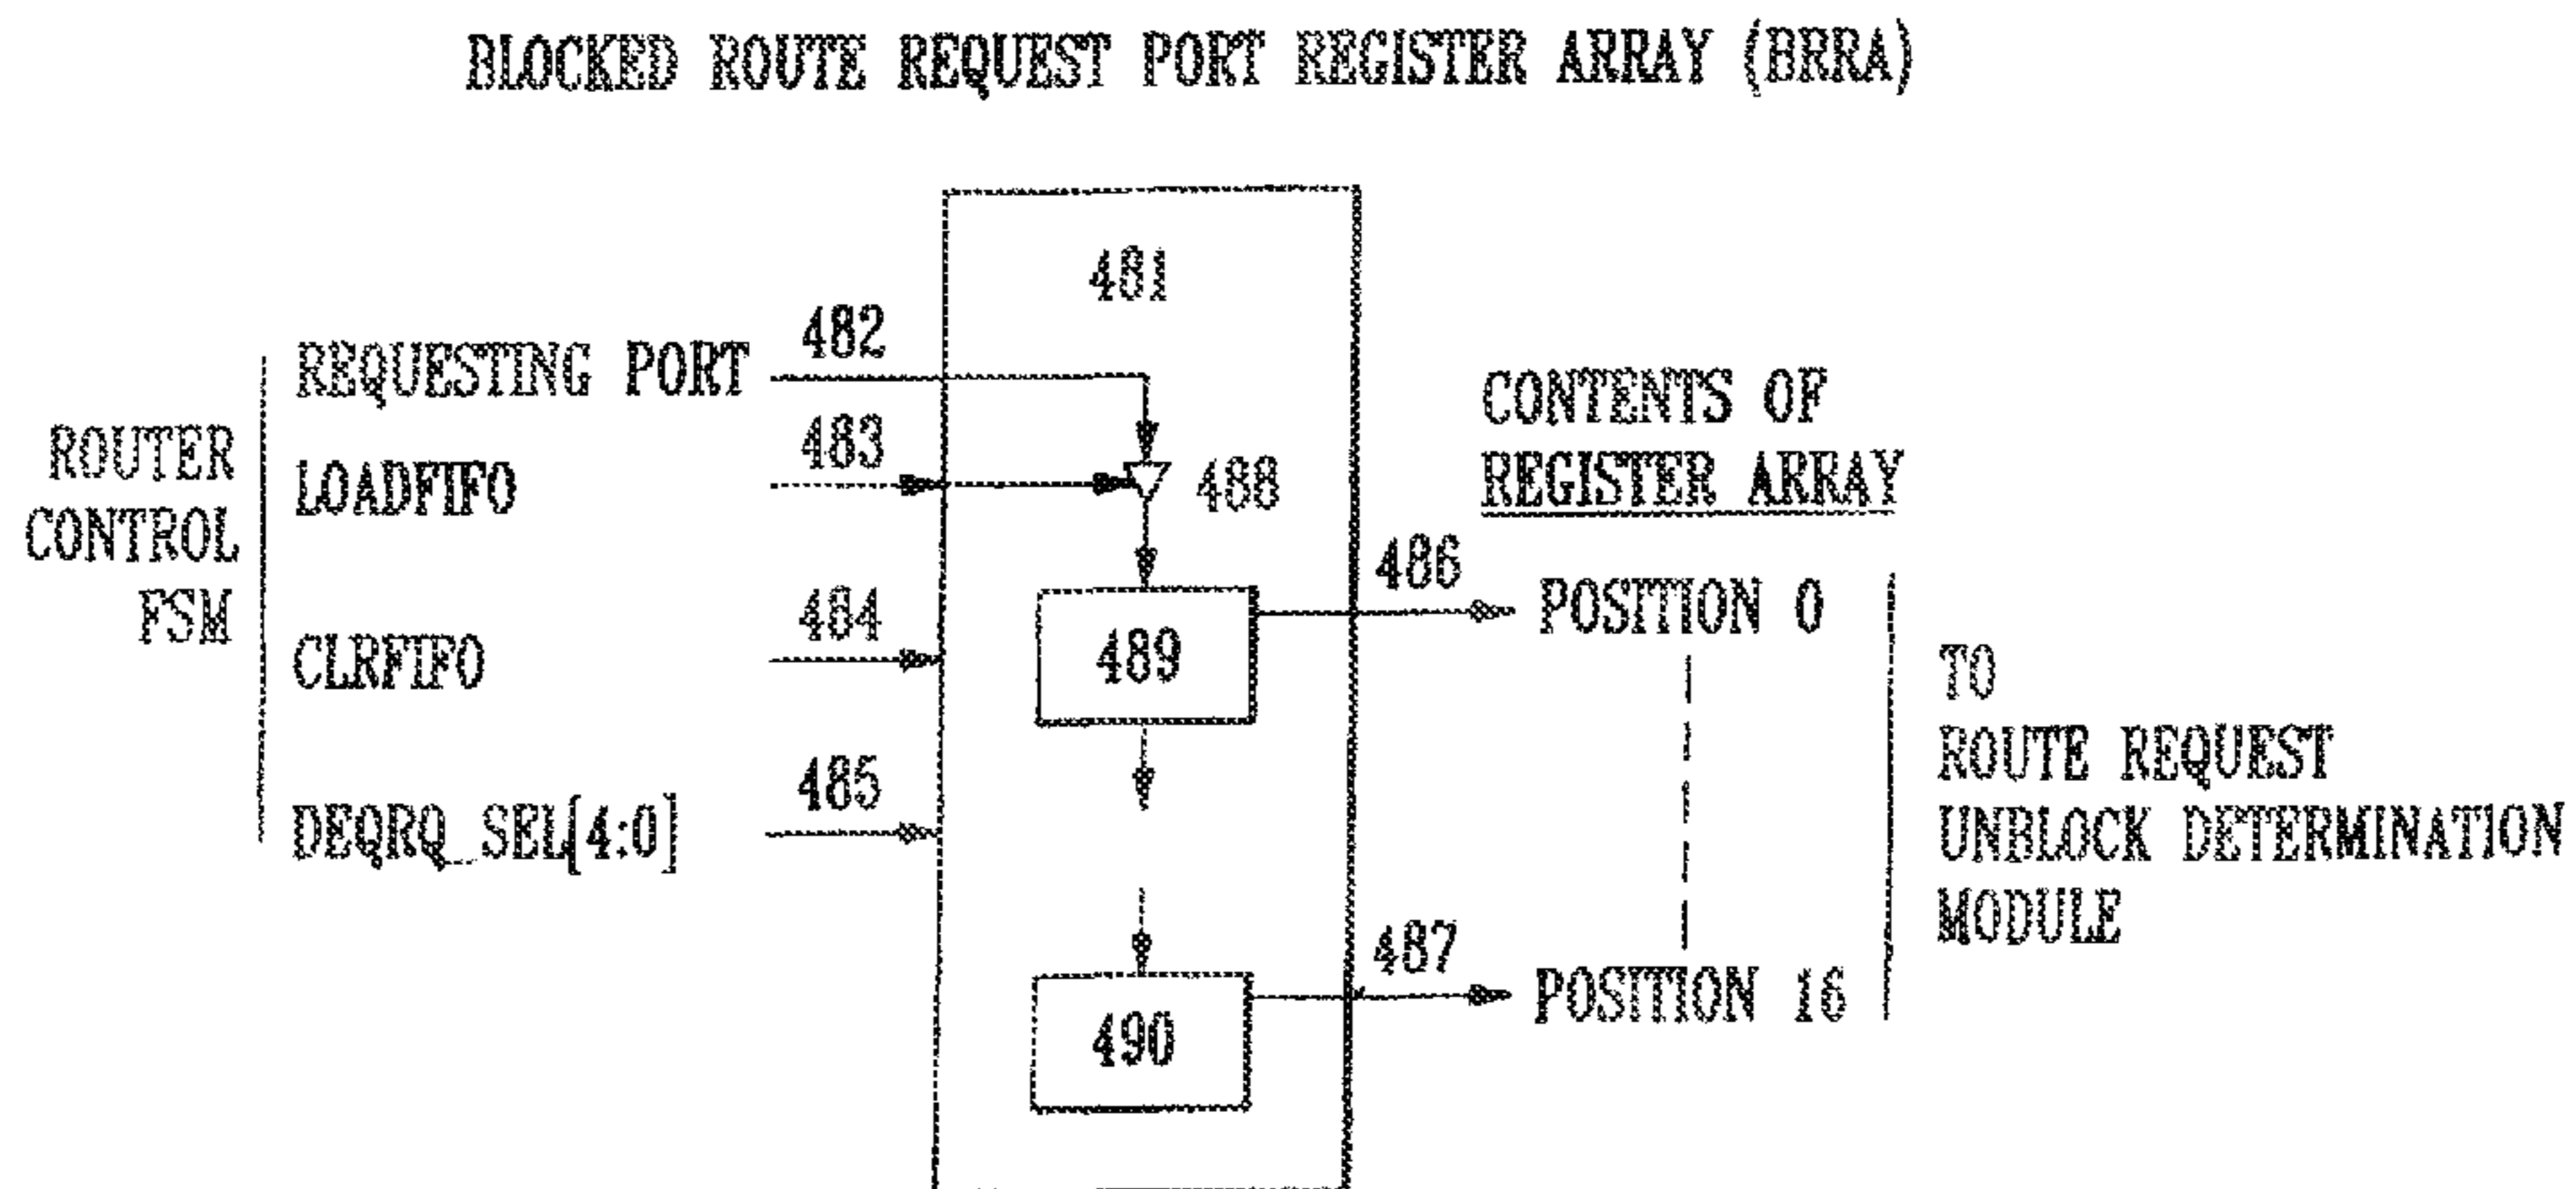 BLOCKED ROUTE REQUEST PORT REGISTER ARRAY (BRRA)
481
482
REQUESTING PORT
483
LOADFIFO
ROUTER
CONTROL
FSM
484
CLRFIFO
485
DEQRQ_SEL[4:0]
488
489
490
CONTENTS OF
REGISTER ARRAY
486
POSITION 0
487
POSITION 16
TO
ROUTE REQUEST
UNBLOCK DETERMINATION
MODULE